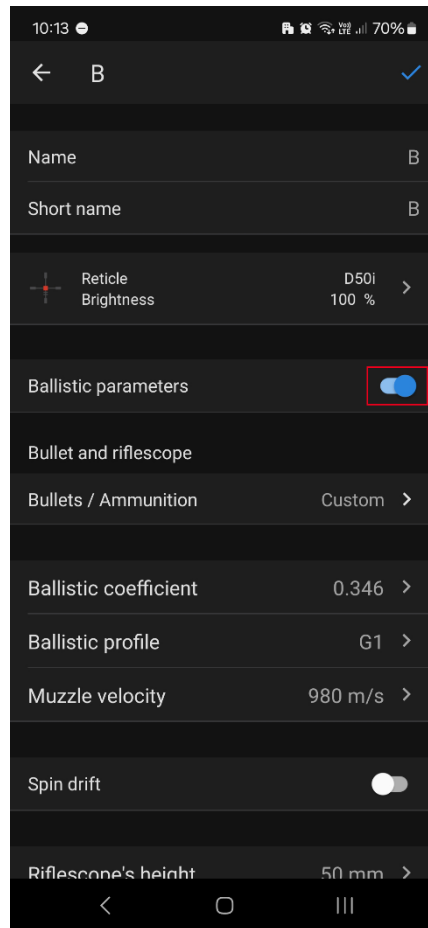 10:13
70%
B
Name B
Short name B
Reticle D50i
Brightness 100 %
Ballistic parameters
Bullet and riflescope
Bullets / Ammunition Custom
Ballistic coefficient 0.346
Ballistic profile G1
Muzzle velocity 980 m/s
Spin drift
Riflescope's height 50 mm